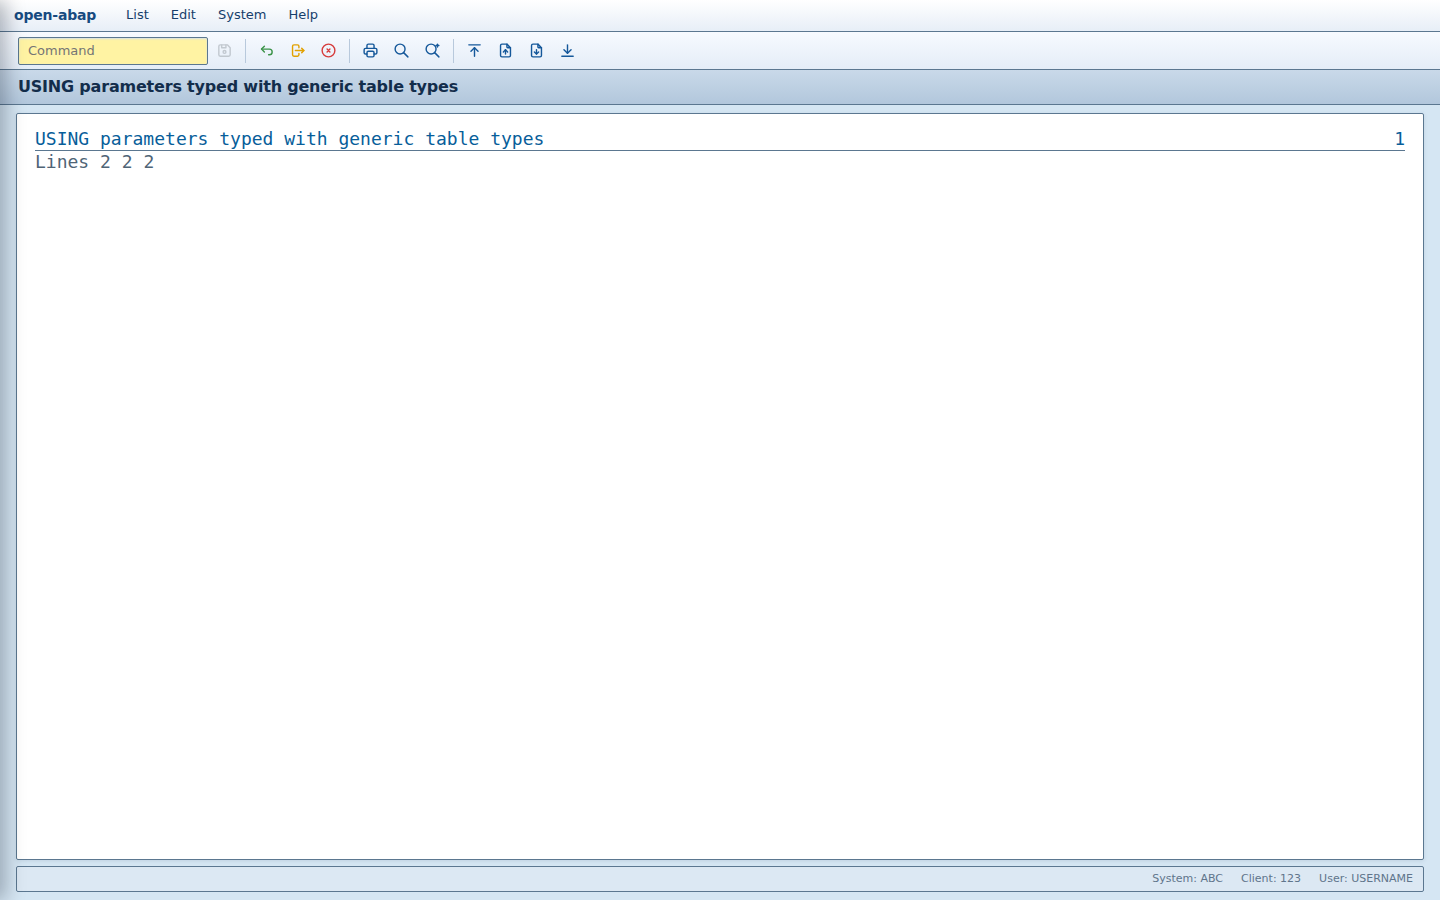 open-abap List Edit System Help
Command
USING parameters typed with generic table types
USING parameters typed with generic table types 1
Lines 2 2 2
System: ABC Client: 123 User: USERNAME